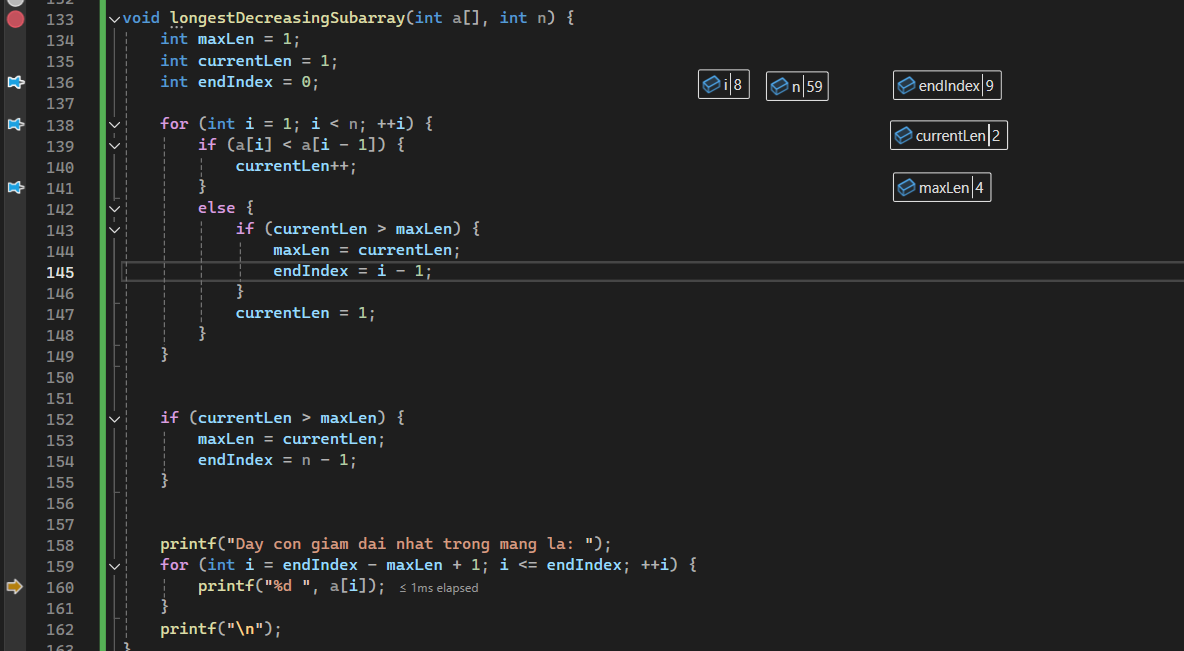 132
133 void longestDecreasingSubarray(int a[], int n) {
134 int maxLen = 1;
135 int currentLen = 1;
136 int endIndex = 0; i 8 n 59 endIndex 9
137
138 for (int i = 1; i < n; ++i) { currentLen 2
139 if (a[i] < a[i - 1]) {
140 currentLen++;
141 } maxLen 4
142 else {
143 if (currentLen > maxLen) {
144 maxLen = currentLen;
145 endIndex = i - 1;
146 }
147 currentLen = 1;
148 }
149 }
150
151
152 if (currentLen > maxLen) {
153 maxLen = currentLen;
154 endIndex = n - 1;
155 }
156
157
158 printf("Day con giam dai nhat trong mang la: ");
159 for (int i = endIndex - maxLen + 1; i <= endIndex; ++i) {
160 printf("%d ", a[i]); ≤ 1ms elapsed
161 }
162 printf("\n");
163 }